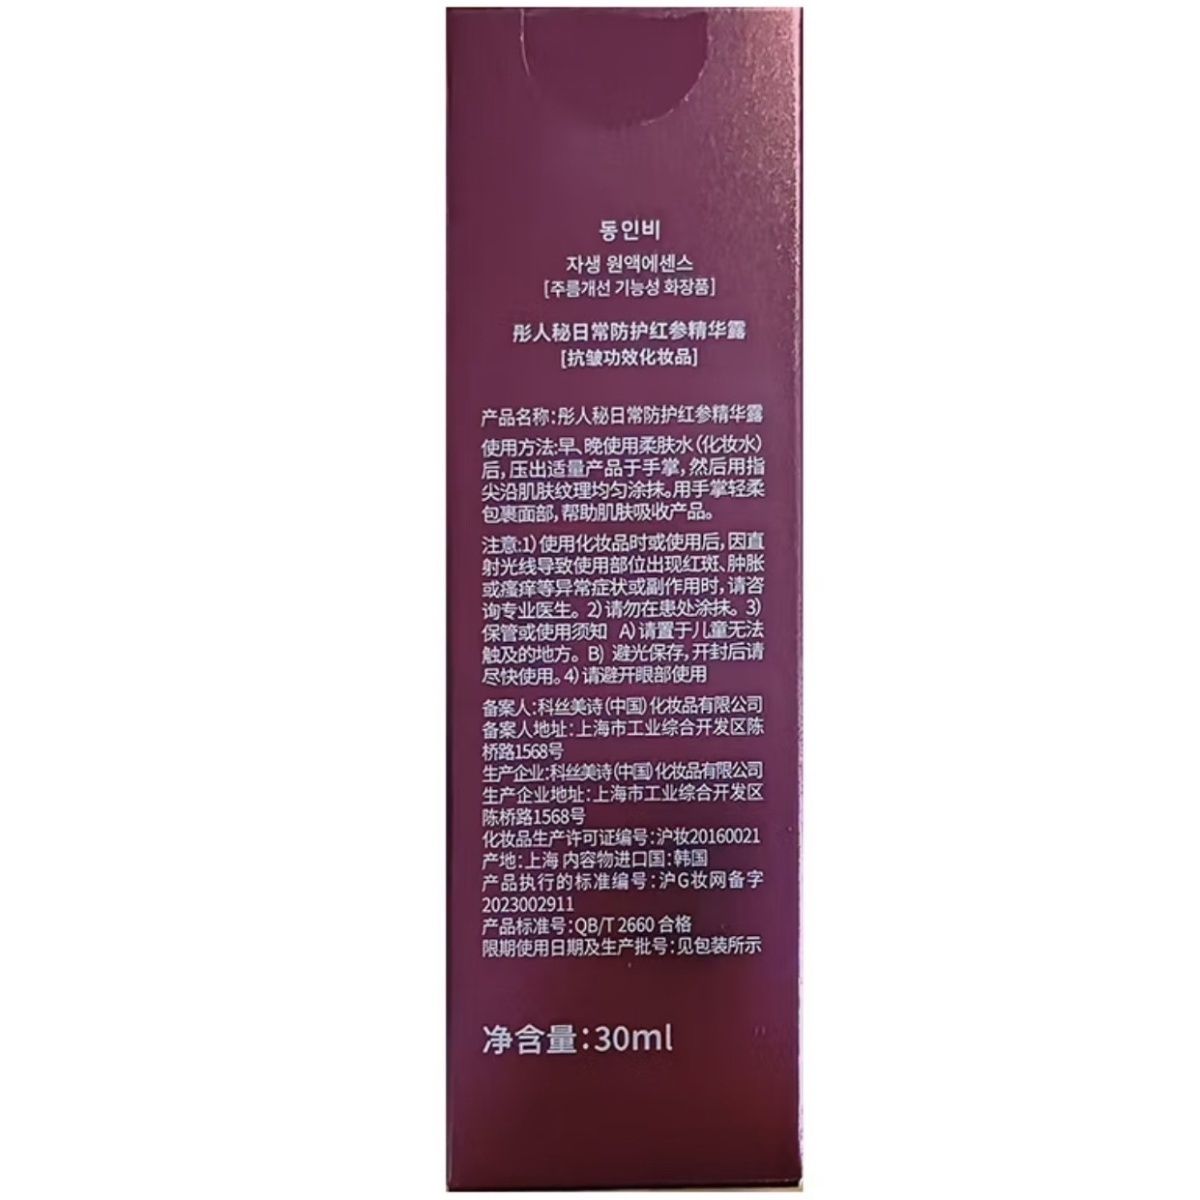 동인비
자생 원액에센스
[주름개선 기능성 화장품]
彤人秘日常防护红参精华露
[抗皱功效化妆品]
产品名称:彤人秘日常防护红参精华露
使用方法:早、晚使用柔肤水(化妆水)
后,压出适量产品于手掌,然后用指
尖沿肌肤纹理均匀涂抹。用手掌轻柔
包裹面部,帮助肌肤吸收产品。
注意:1)使用化妆品时或使用后,因直
射光线导致使用部位出现红斑、肿胀
或瘙痒等异常症状或副作用时,请咨
询专业医生。2)请勿在患处涂抹。3)
保管或使用须知 A)请置于儿童无法
触及的地方。B) 避光保存,开封后请
尽快使用。4)请避开眼部使用
备案人:科丝美诗(中国)化妆品有限公司
备案人地址:上海市工业综合开发区陈
桥路1568号
生产企业:科丝美诗(中国)化妆品有限公司
生产企业地址:上海市工业综合开发区
陈桥路1568号
化妆品生产许可证编号:沪妆20160021
产地:上海 内容物进口国:韩国
产品执行的标准编号:沪G妆网备字
2023002911
产品标准号:QB/T 2660 合格
限期使用日期及生产批号:见包装所示
净含量:30ml